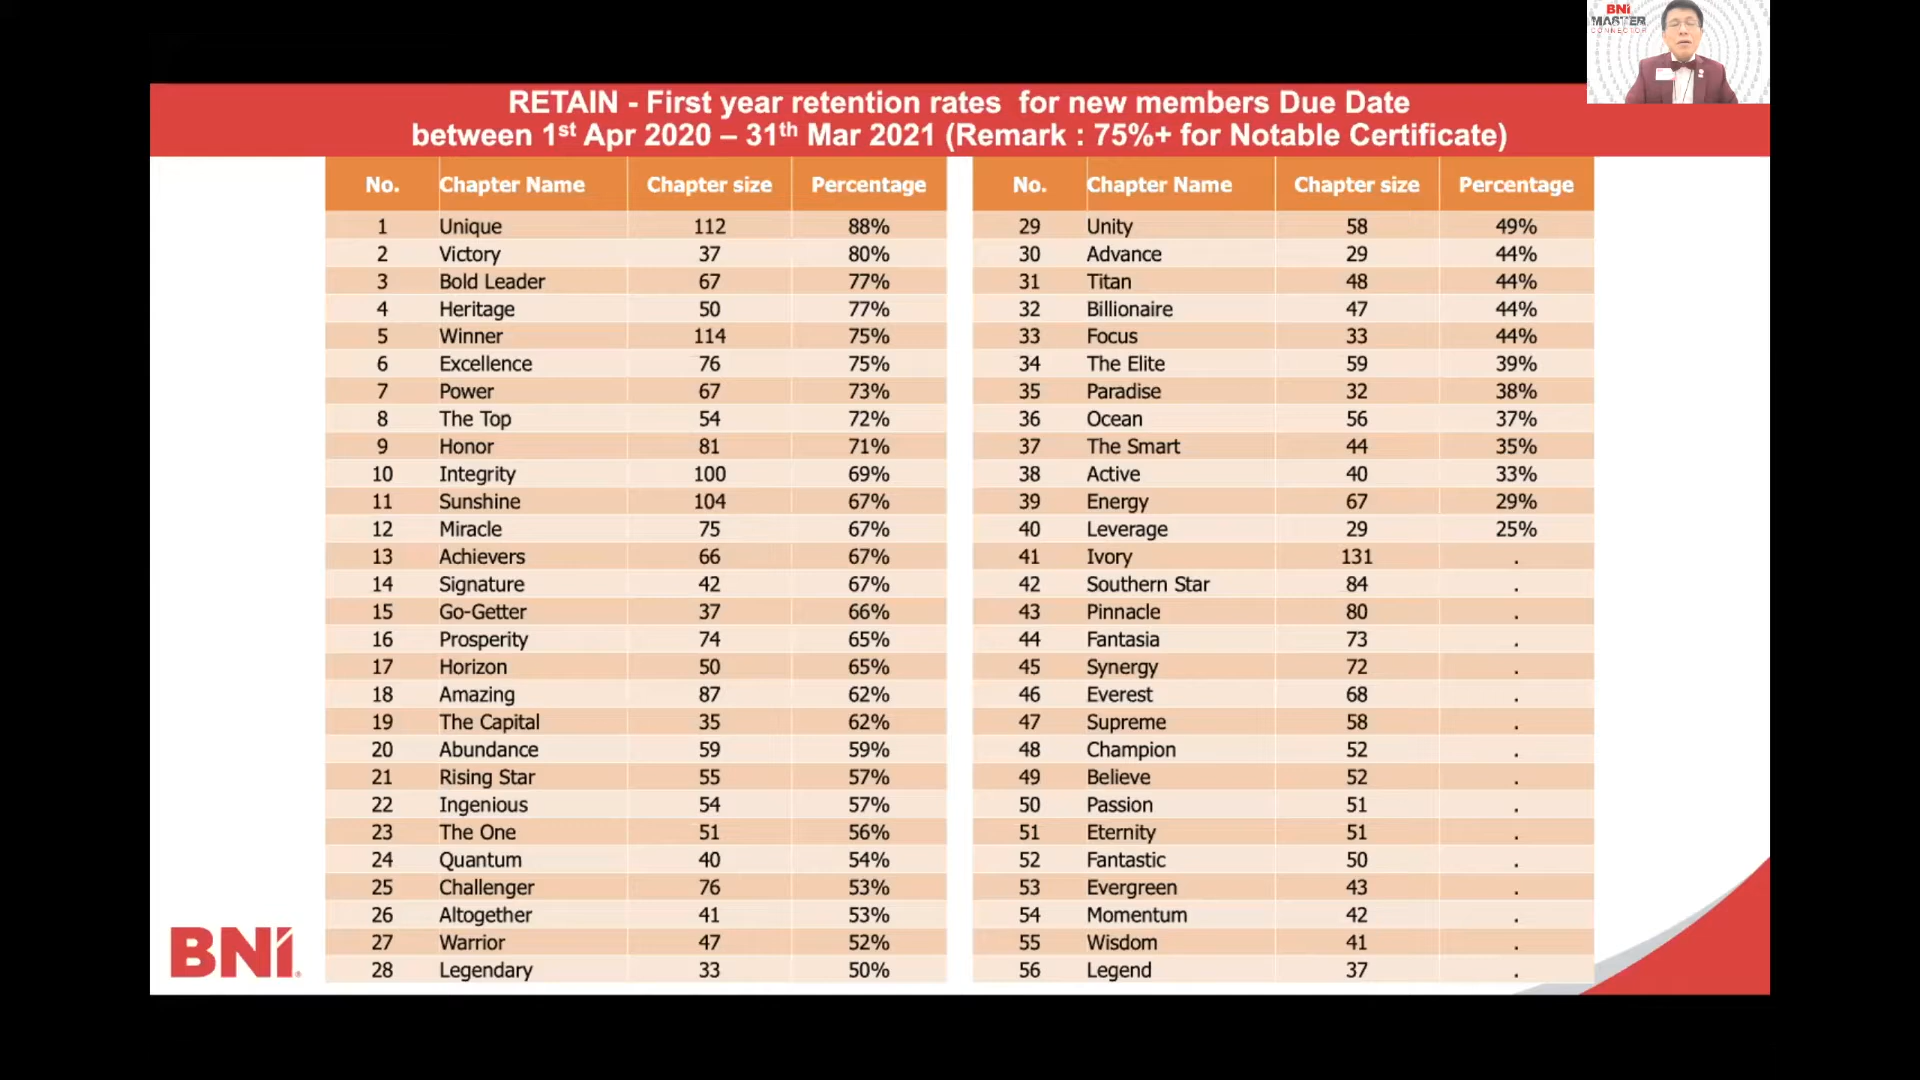 BNI
MASTER
CONNECTOR
RETAIN - First year retention rates for new members Due Date
between 1st Apr 2020 – 31th Mar 2021 (Remark : 75%+ for Notable Certificate)
No. Chapter Name Chapter size Percentage
1 Unique 112 88%
2 Victory 37 80%
3 Bold Leader 67 77%
4 Heritage 50 77%
5 Winner 114 75%
6 Excellence 76 75%
7 Power 67 73%
8 The Top 54 72%
9 Honor 81 71%
10 Integrity 100 69%
11 Sunshine 104 67%
12 Miracle 75 67%
13 Achievers 66 67%
14 Signature 42 67%
15 Go-Getter 37 66%
16 Prosperity 74 65%
17 Horizon 50 65%
18 Amazing 87 62%
19 The Capital 35 62%
20 Abundance 59 59%
21 Rising Star 55 57%
22 Ingenious 54 57%
23 The One 51 56%
24 Quantum 40 54%
25 Challenger 76 53%
26 Altogether 41 53%
27 Warrior 47 52%
28 Legendary 33 50%
No. Chapter Name Chapter size Percentage
29 Unity 58 49%
30 Advance 29 44%
31 Titan 48 44%
32 Billionaire 47 44%
33 Focus 33 44%
34 The Elite 59 39%
35 Paradise 32 38%
36 Ocean 56 37%
37 The Smart 44 35%
38 Active 40 33%
39 Energy 67 29%
40 Leverage 29 25%
41 Ivory 131 .
42 Southern Star 84 .
43 Pinnacle 80 .
44 Fantasia 73 .
45 Synergy 72 .
46 Everest 68 .
47 Supreme 58 .
48 Champion 52 .
49 Believe 52 .
50 Passion 51 .
51 Eternity 51 .
52 Fantastic 50 .
53 Evergreen 43 .
54 Momentum 42 .
55 Wisdom 41 .
56 Legend 37 .
BNI®